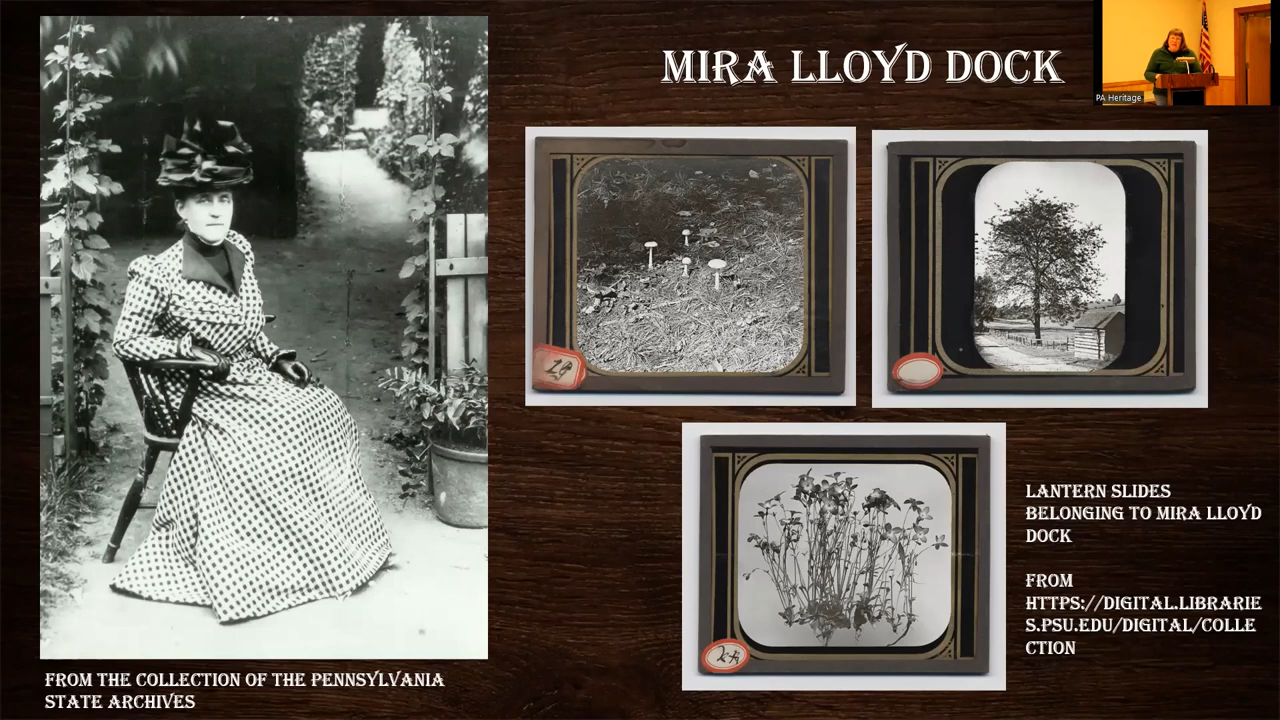 MIRA LLOYD DOCK
PA Heritage
19
LANTERN SLIDES
BELONGING TO MIRA LLOYD
DOCK
FROM
HTTPS://DIGITAL.LIBRARIE
S.PSU.EDU/DIGITAL/COLLE
CTION
FROM THE COLLECTION OF THE PENNSYLVANIA
STATE ARCHIVES